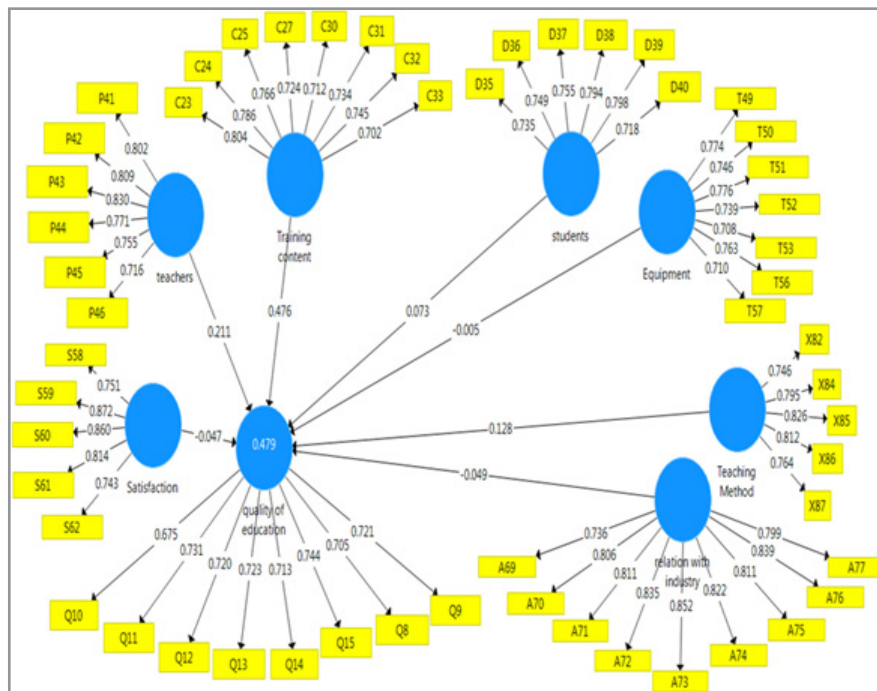 C23
C24
C25
C27
C30
C31
C32
C33
0.804
0.786
0.766
0.724
0.712
0.734
0.745
0.702
Training
content
D35
D36
D37
D38
D39
D40
0.735
0.749
0.755
0.794
0.798
0.718
students
P41
P42
P43
P44
P45
P46
0.802
0.809
0.830
0.771
0.755
0.716
teachers
T49
T50
T51
T52
T53
T56
T57
0.774
0.746
0.776
0.739
0.708
0.763
0.710
Equipment
0.211
0.476
0.073
-0.005
S58
S59
S60
S61
S62
0.751
0.872
0.860
0.814
0.743
Satisfaction
-0.047
0.479
quality of
education
0.128
-0.049
X82
X84
X85
X86
X87
0.746
0.795
0.826
0.812
0.764
Teaching
Method
0.675
0.731
0.720
0.723
0.713
0.744
0.705
0.721
Q10
Q11
Q12
Q13
Q14
Q15
Q8
Q9
relation with
industry
0.736
0.806
0.811
0.835
0.852
0.822
0.811
0.839
0.799
A69
A70
A71
A72
A73
A74
A75
A76
A77